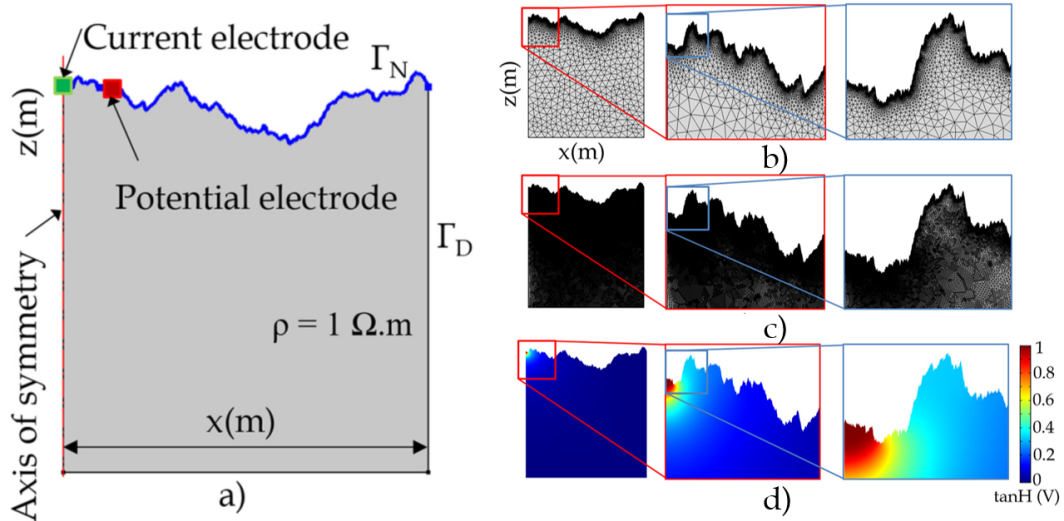 Current electrode
Γ_N
z(m)
Potential electrode
Γ_D
Axis of symmetry
ρ = 1 Ω.m
x(m)
a)
z(m)
x(m)
b)
c)
1
0.8
0.6
0.4
0.2
0
tanH (V)
d)